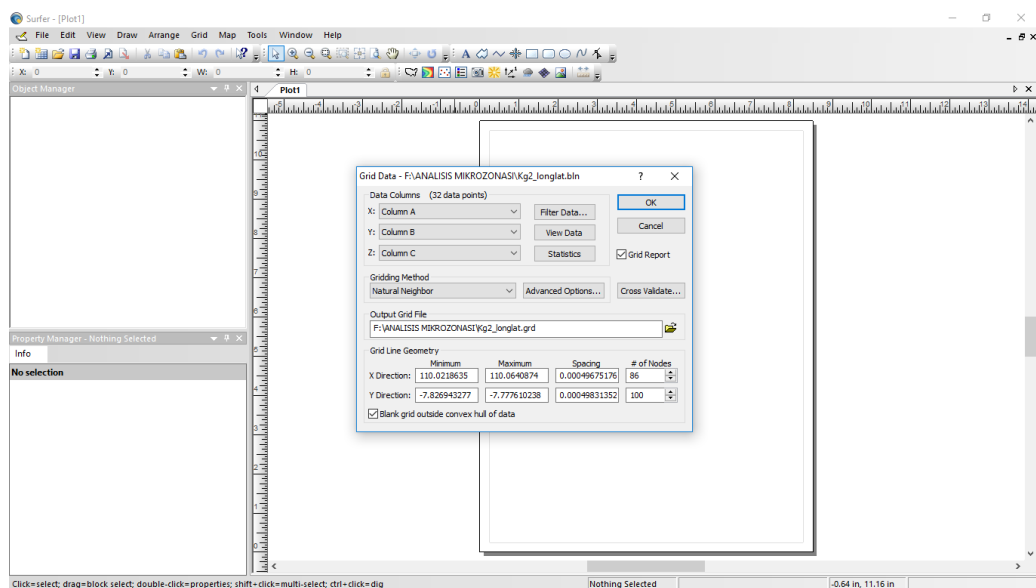 Surfer - [Plot1]
File Edit View Draw Arrange Grid Map Tools Window Help
X: 0 Y: 0 W: 0 H: 0
Object Manager
Plot1
Grid Data - F:\ANALISIS MIKROZONASI\Kg2_longlat.bln ? X
Data Columns (32 data points)
X: Column A Filter Data... OK
Y: Column B View Data Cancel
Z: Column C Statistics Grid Report
Gridding Method
Natural Neighbor Advanced Options... Cross Validate...
Output Grid File
F:\ANALISIS MIKROZONASI\Kg2_longlat.grd
Grid Line Geometry
Minimum Maximum Spacing # of Nodes
X Direction: 110.0218635 110.0640874 0.00049675176 86
Y Direction: -7.826943277 -7.777610238 0.00049831352 100
Blank grid outside convex hull of data
Property Manager - Nothing Selected
Info
No selection
Click=select; drag=block select; double-click=properties; shift+click=multi-select; ctrl+click=dig Nothing Selected -0.64 in, 11.16 in